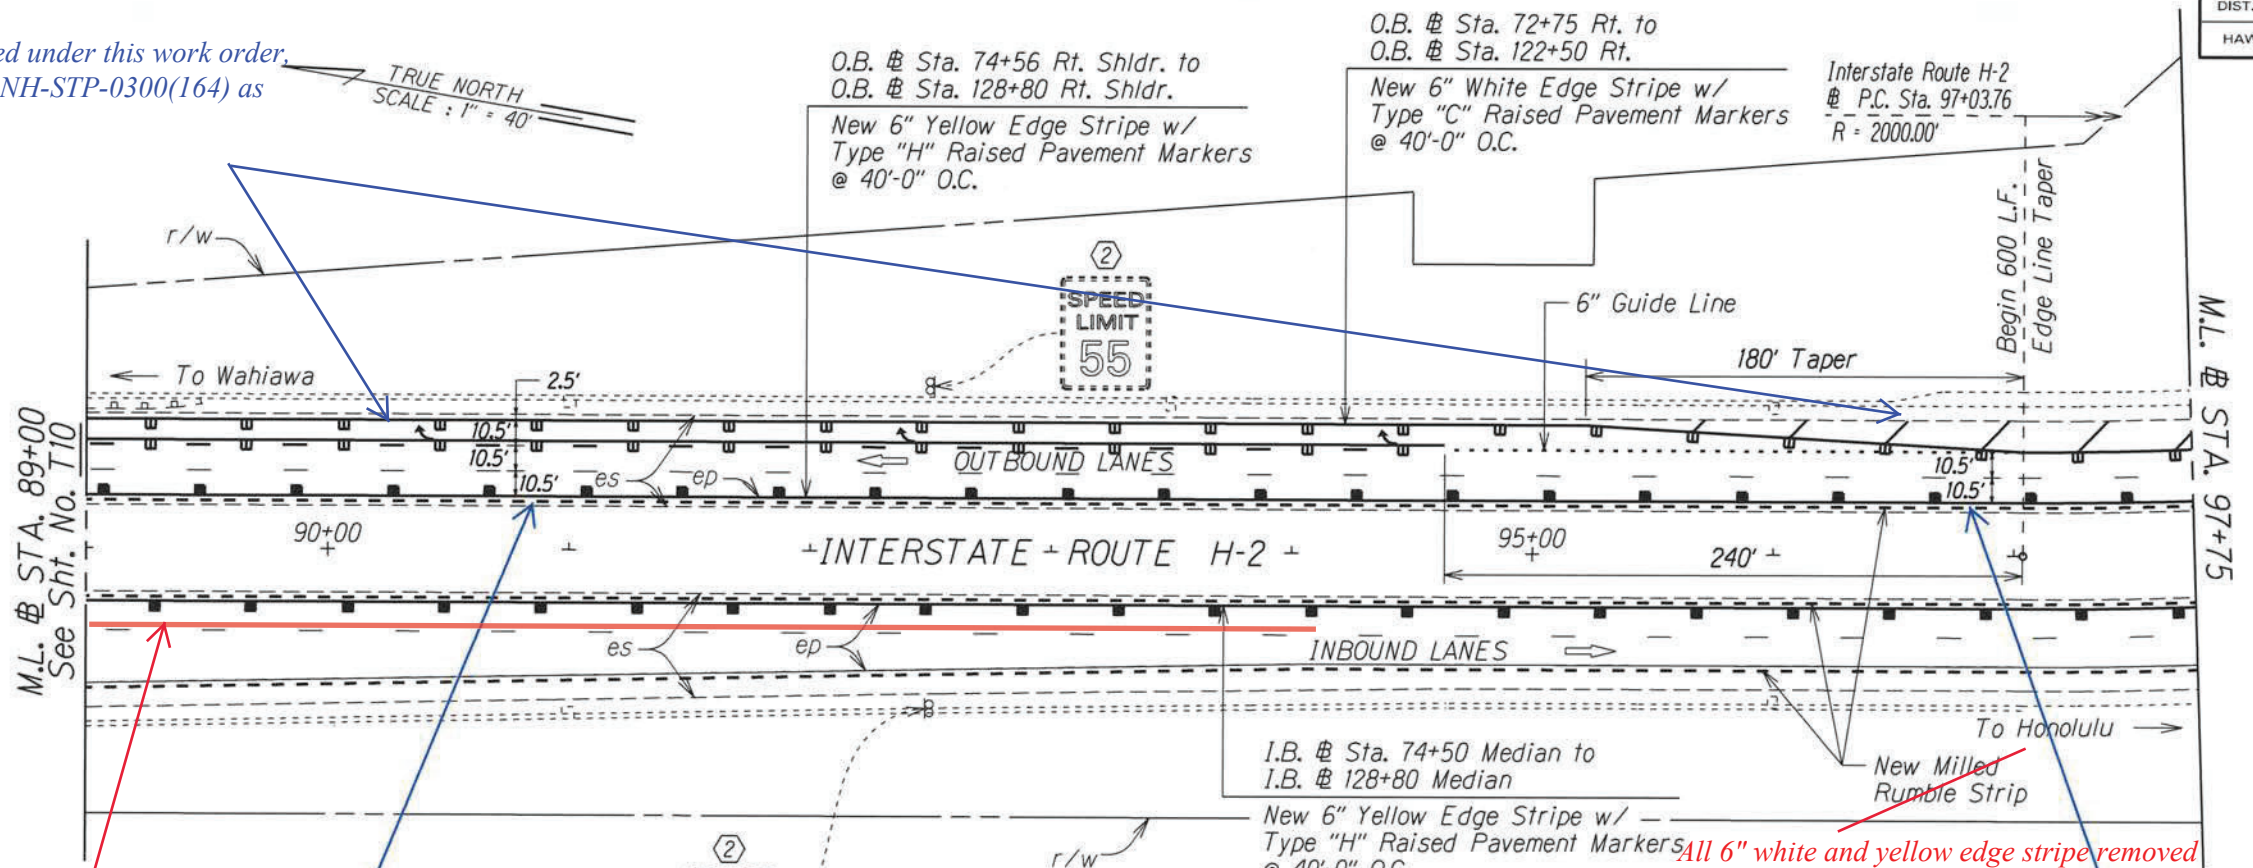 ed under this work order,
NH-STP-0300(164) as
TRUE NORTH
SCALE : 1" = 40'
O.B. ⅊ Sta. 74+56 Rt. Shldr. to
O.B. ⅊ Sta. 128+80 Rt. Shldr.
New 6" Yellow Edge Stripe w/
Type "H" Raised Pavement Markers
@ 40'-0" O.C.
O.B. ⅊ Sta. 72+75 Rt. to
O.B. ⅊ Sta. 122+50 Rt.
New 6" White Edge Stripe w/
Type "C" Raised Pavement Markers
@ 40'-0" O.C.
Interstate Route H-2
⅊ P.C. Sta. 97+03.76
R = 2000.00'
DIST.
HAW
Begin 600 L.F.
Edge Line Taper
r/w
2
SPEED
LIMIT
55
6" Guide Line
180' Taper
To Wahiawa
2.5'
10.5'
10.5'
10.5'
es
ep
OUTBOUND LANES
10.5'
10.5'
M.L. ⅊ STA. 89+00
See Sht. No. T10
M.L. ⅊ STA. 97+75
90+00
INTERSTATE ROUTE H-2
95+00
240'
es
ep
INBOUND LANES
To Honolulu
New Milled
Rumble Strip
I.B. ⅊ Sta. 74+50 Median to
I.B. ⅊ 128+80 Median
New 6" Yellow Edge Stripe w/
Type "H" Raised Pavement Markers
@ 40'-0" O.C.
2
r/w
All 6" white and yellow edge stripe removed